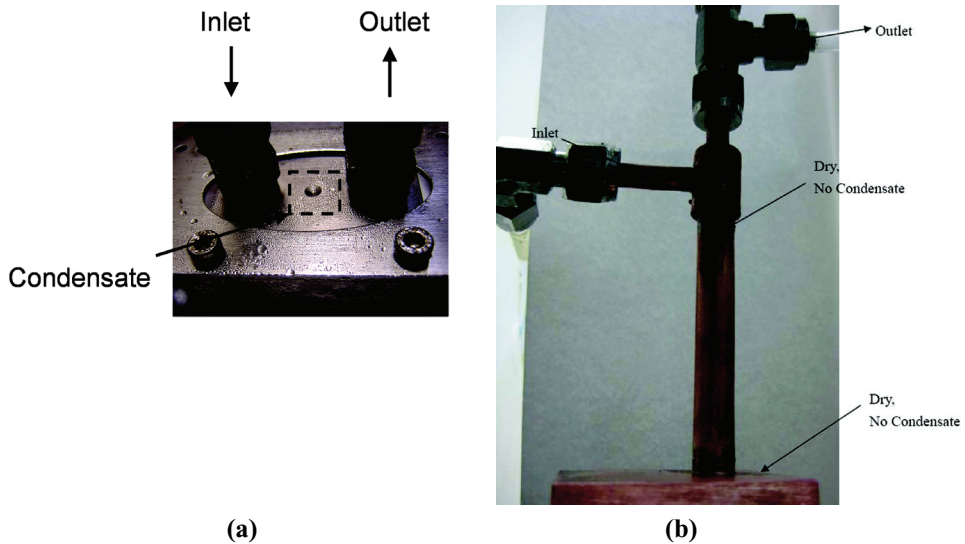 Inlet
Outlet
Condensate
(a)
Outlet
Inlet
Dry,
No Condensate
Dry,
No Condensate
(b)